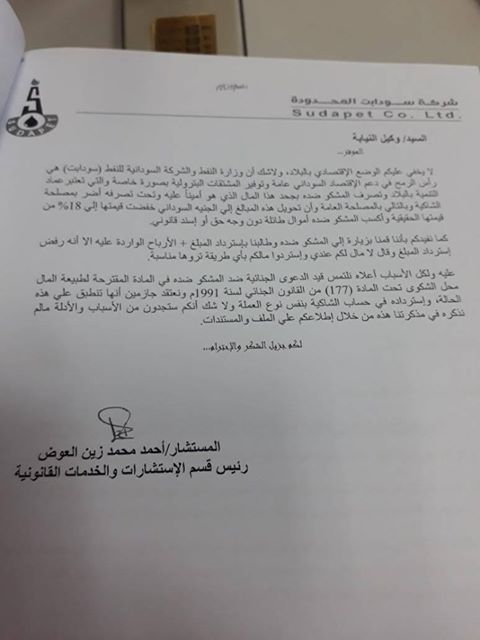 شركة سودابت المحدودة
Sudapet Co. Ltd.
SUDAPET
السيد/ وكيل النيابة
الموقر...
لا يخفي عليكم الوضع الإقتصادي بالبلاد، ولاشك أن وزارة النفط والشركة السودانية للنفط (سودابت) هي
رأس الرمح في دعم الإقتصاد السوداني عامة وتوفير المشتقات البترولية بصورة خاصة والتي تعتبر عماد
التنمية بالبلاد، وتصرف المشكو ضده بجحد هذا المال الذي هو أميناً عليه وتحت تصرفه أضر بمصلحة
الشاكية وبالتالي بالمصلحة العامة وأن تحويل هذه المبالغ إلي الجنيه السوداني خفضت قيمتها إلي 18% من
قيمتها الحقيقية وأكسب المشكو ضده أموال طائلة دون وجه حق أو إسناد قانوني.
كما نفيدكم بأننا قمنا بزيارة إلي المشكو ضده وطالبنا بإسترداد المبلغ + الأرباح الواردة عليه الا أنه رفض
إسترداد المبلغ وقال لا مال لكم عندي وإستردوا مالكم بأي طريقة تروها مناسبة.
عليه ولكل الأسباب أعلاه نلتمس قيد الدعوى الجنائية ضد المشكو ضده في المادة المقترحة لطبيعة المال
محل الشكوى تحت المادة (177) من القانون الجنائي لسنة 1991م ونعتقد جازمين أنها تنطبق علي هذه
الحالة، وإسترداده في حساب الشاكية بنفس نوع العملة ولا شك أنكم ستجدون من الأسباب والأدلة مالم
نذكره في مذكرتنا هذه من خلال إطلاعكم علي الملف والمستندات.
لكم جزيل الشكر والإحترام...
المستشار/أحمد محمد زين العوض
رئيس قسم الإستشارات والخدمات القانونية